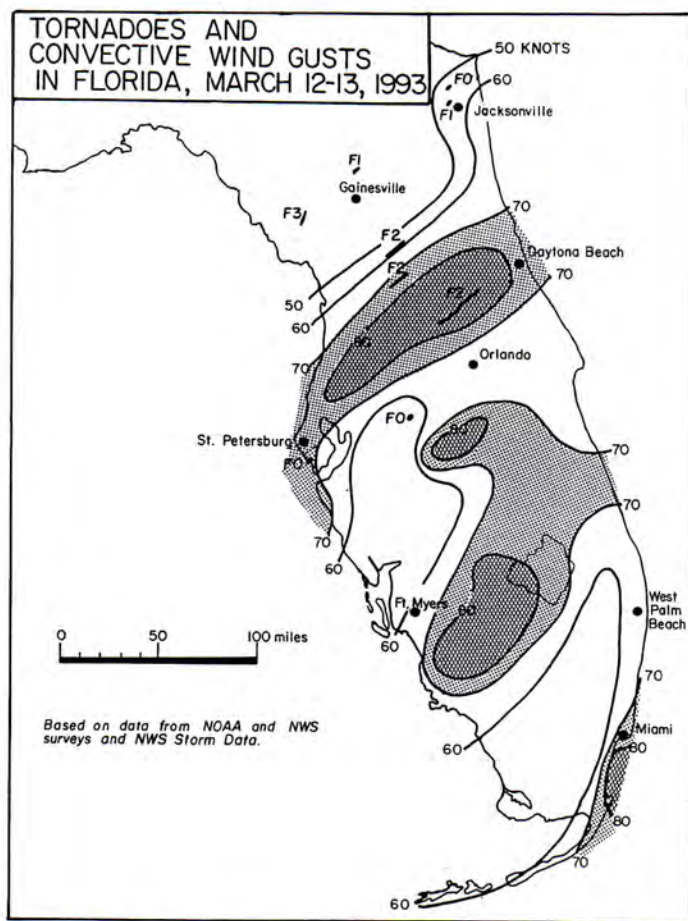 TORNADOES AND
CONVECTIVE WIND GUSTS
IN FLORIDA, MARCH 12-13, 1993
50 KNOTS
60
F0
F1
Jacksonville
F1
Gainesville
F3
70
F2
Daytona Beach
F2
70
50
F2
60
80
Orlando
70
F0
80
St. Petersburg
70
F0
70
70
60
Ft. Myers
80
West
Palm
Beach
60
0 50 100 miles
70
Based on data from NOAA and NWS
surveys and NWS Storm Data.
Miami
60
80
80
70
60